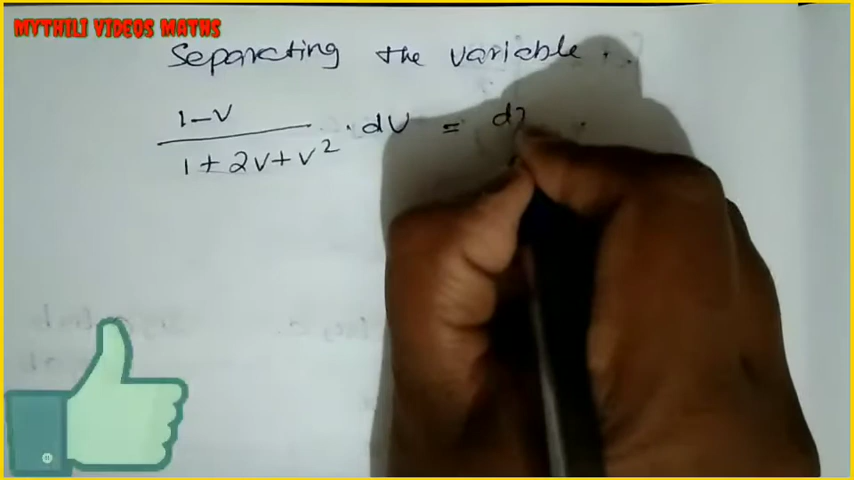 MYTHILI VIDEOS MATHS
Separating the variable
1-v
/ 1+2v+v² · dv =